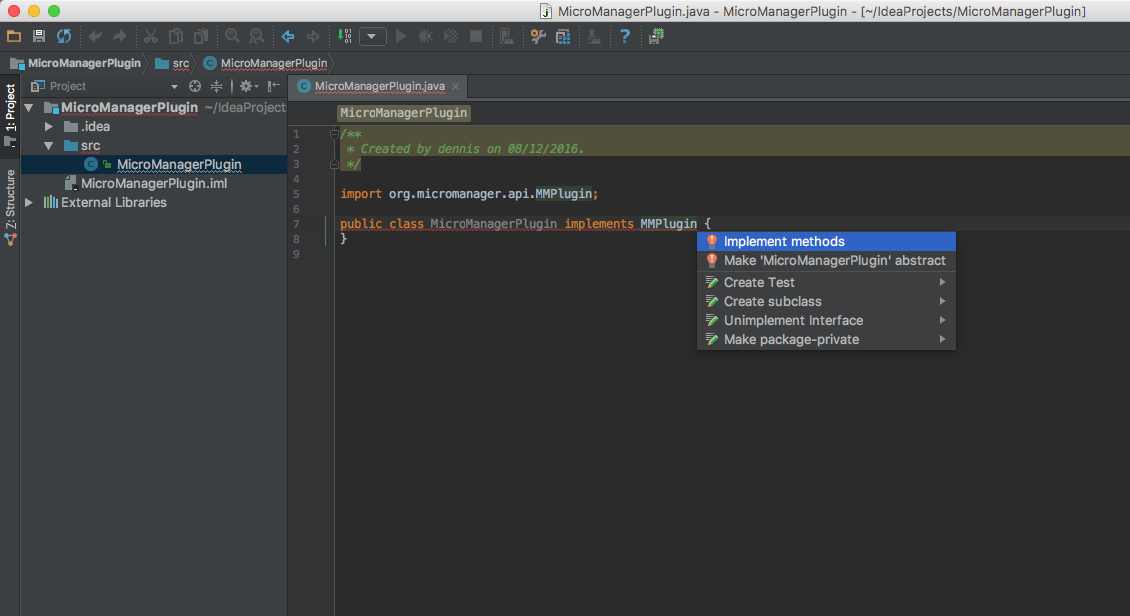 MicroManagerPlugin.java - MicroManagerPlugin - [~/IdeaProjects/MicroManagerPlugin]
MicroManagerPlugin src MicroManagerPlugin
1: Project
Z: Structure
Project
MicroManagerPlugin ~/IdeaProject
.idea
src
MicroManagerPlugin
MicroManagerPlugin.iml
External Libraries
MicroManagerPlugin.java
MicroManagerPlugin
1 /**
2 * Created by dennis on 08/12/2016.
3 */
4
5 import org.micromanager.api.MMPlugin;
6
7 public class MicroManagerPlugin implements MMPlugin {
8 }
9
Implement methods
Make 'MicroManagerPlugin' abstract
Create Test
Create subclass
Unimplement Interface
Make package-private